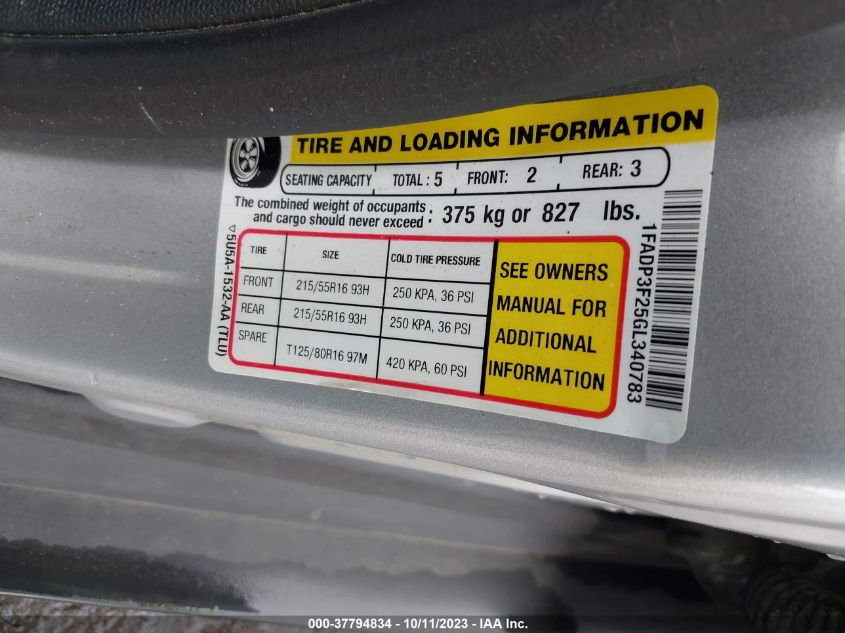 TIRE AND LOADING INFORMATION
SEATING CAPACITY TOTAL : 5 FRONT: 2 REAR: 3
The combined weight of occupants
and cargo should never exceed : 375 kg or 827 lbs.
TIRE SIZE COLD TIRE PRESSURE
FRONT 215/55R16 93H 250 KPA, 36 PSI
REAR 215/55R16 93H 250 KPA, 36 PSI
SPARE T125/80R16 97M 420 KPA, 60 PSI
SEE OWNERS
MANUAL FOR
ADDITIONAL
INFORMATION
5U5A-1532-AA (TLU)
1FADP3F25GL340783
000-37794834 - 10/11/2023 - IAA Inc.